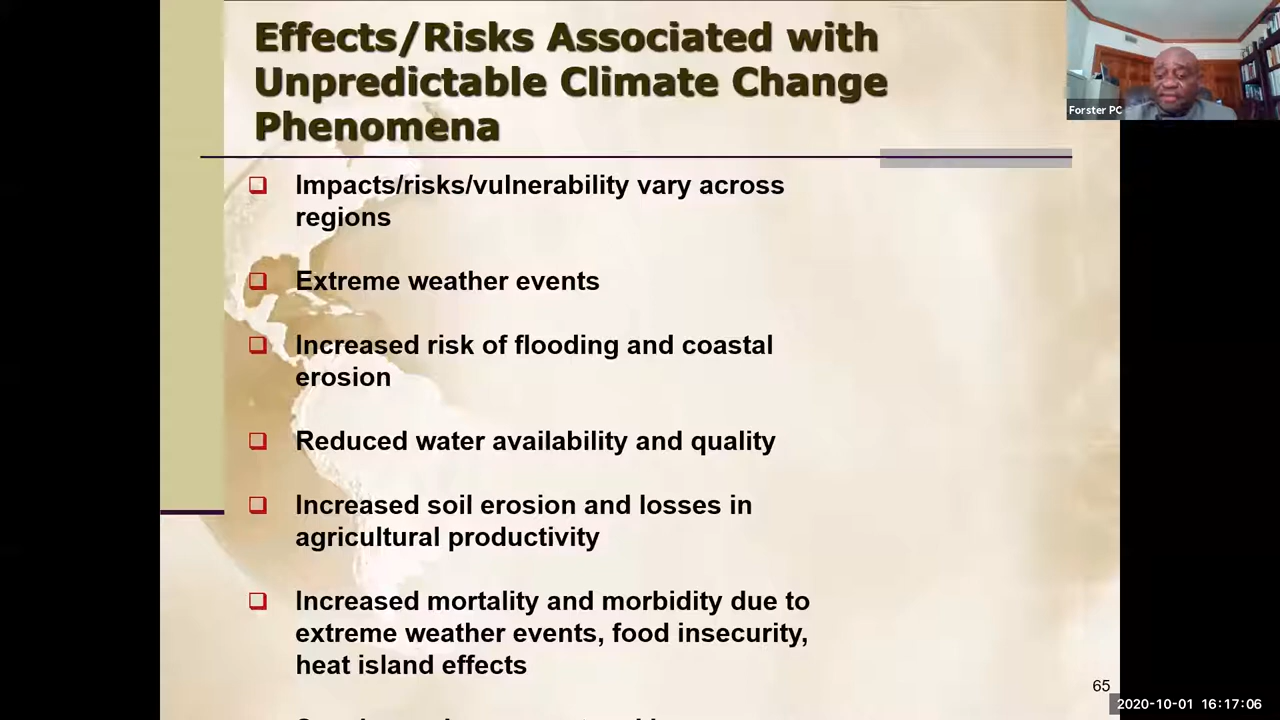 Effects/Risks Associated with
Unpredictable Climate Change
Phenomena
Forster PC
❑ Impacts/risks/vulnerability vary across
regions
❑ Extreme weather events
❑ Increased risk of flooding and coastal
erosion
❑ Reduced water availability and quality
❑ Increased soil erosion and losses in
agricultural productivity
❑ Increased mortality and morbidity due to
extreme weather events, food insecurity,
heat island effects
65
2020-10-01 16:17:06